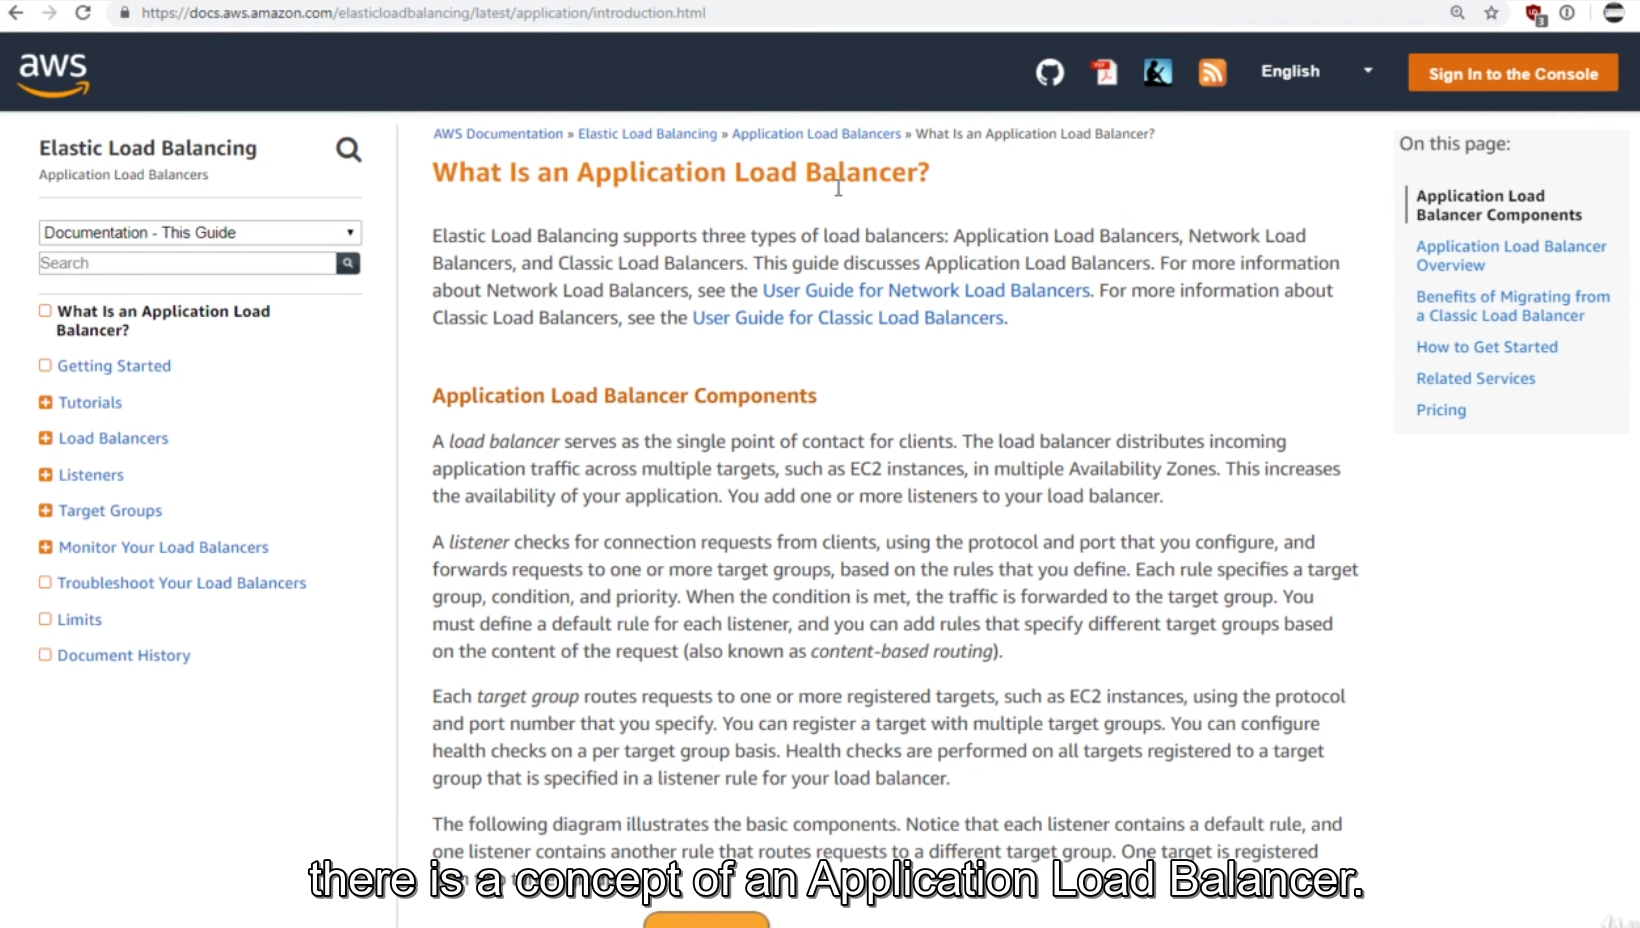 https://docs.aws.amazon.com/elasticloadbalancing/latest/application/introduction.html
3
aws
PDF
English
Sign In to the Console
Elastic Load Balancing
Application Load Balancers
Documentation - This Guide
Search
What Is an Application Load
Balancer?
Getting Started
Tutorials
Load Balancers
Listeners
Target Groups
Monitor Your Load Balancers
Troubleshoot Your Load Balancers
Limits
Document History
AWS Documentation » Elastic Load Balancing » Application Load Balancers » What Is an Application Load Balancer?
What Is an Application Load Balancer?
Elastic Load Balancing supports three types of load balancers: Application Load Balancers, Network Load
Balancers, and Classic Load Balancers. This guide discusses Application Load Balancers. For more information
about Network Load Balancers, see the User Guide for Network Load Balancers. For more information about
Classic Load Balancers, see the User Guide for Classic Load Balancers.
Application Load Balancer Components
A load balancer serves as the single point of contact for clients. The load balancer distributes incoming
application traffic across multiple targets, such as EC2 instances, in multiple Availability Zones. This increases
the availability of your application. You add one or more listeners to your load balancer.
A listener checks for connection requests from clients, using the protocol and port that you configure, and
forwards requests to one or more target groups, based on the rules that you define. Each rule specifies a target
group, condition, and priority. When the condition is met, the traffic is forwarded to the target group. You
must define a default rule for each listener, and you can add rules that specify different target groups based
on the content of the request (also known as content-based routing).
Each target group routes requests to one or more registered targets, such as EC2 instances, using the protocol
and port number that you specify. You can register a target with multiple target groups. You can configure
health checks on a per target group basis. Health checks are performed on all targets registered to a target
group that is specified in a listener rule for your load balancer.
The following diagram illustrates the basic components. Notice that each listener contains a default rule, and
one listener contains another rule that routes requests to a different target group. One target is registered
there is a concept of an Application Load Balancer.
On this page:
Application Load
Balancer Components
Application Load Balancer
Overview
Benefits of Migrating from
a Classic Load Balancer
How to Get Started
Related Services
Pricing